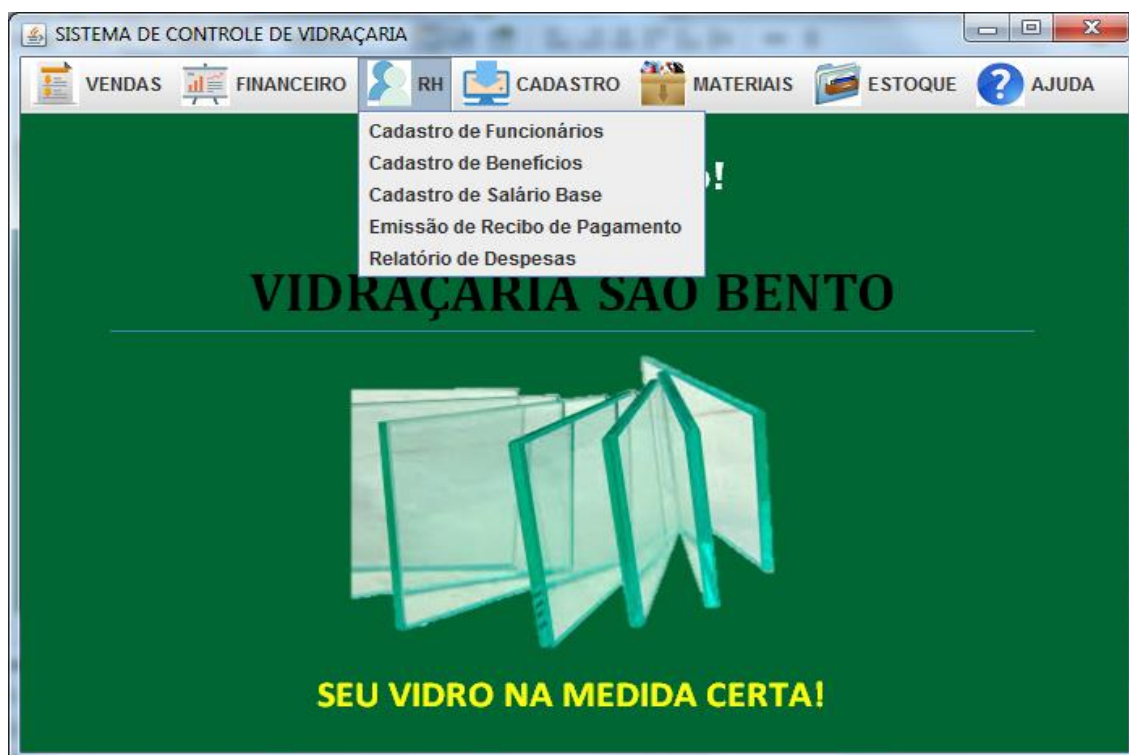 SISTEMA DE CONTROLE DE VIDRAÇARIA
VENDAS FINANCEIRO RH CADASTRO MATERIAIS ESTOQUE AJUDA
Cadastro de Funcionários
Cadastro de Benefícios
Cadastro de Salário Base
Emissão de Recibo de Pagamento
Relatório de Despesas
VIDRAÇARIA SÃO BENTO
SEU VIDRO NA MEDIDA CERTA!